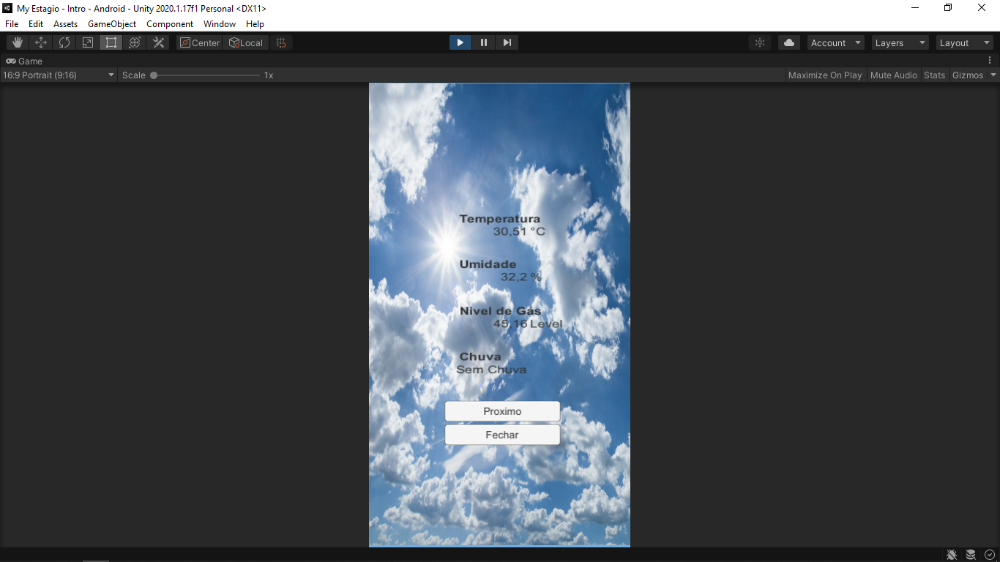 My Estagio - Intro - Android - Unity 2020.1.17f1 Personal <DX11>
File Edit Assets GameObject Component Window Help
Center Local Account Layers Layout
Game
16:9 Portrait (9:16) Scale 1x Maximize On Play Mute Audio Stats Gizmos
Temperatura
30,51 °C
Umidade
32,2 %
Nivel de Gás
45,16 Level
Chuva
Sem Chuva
Proximo
Fechar